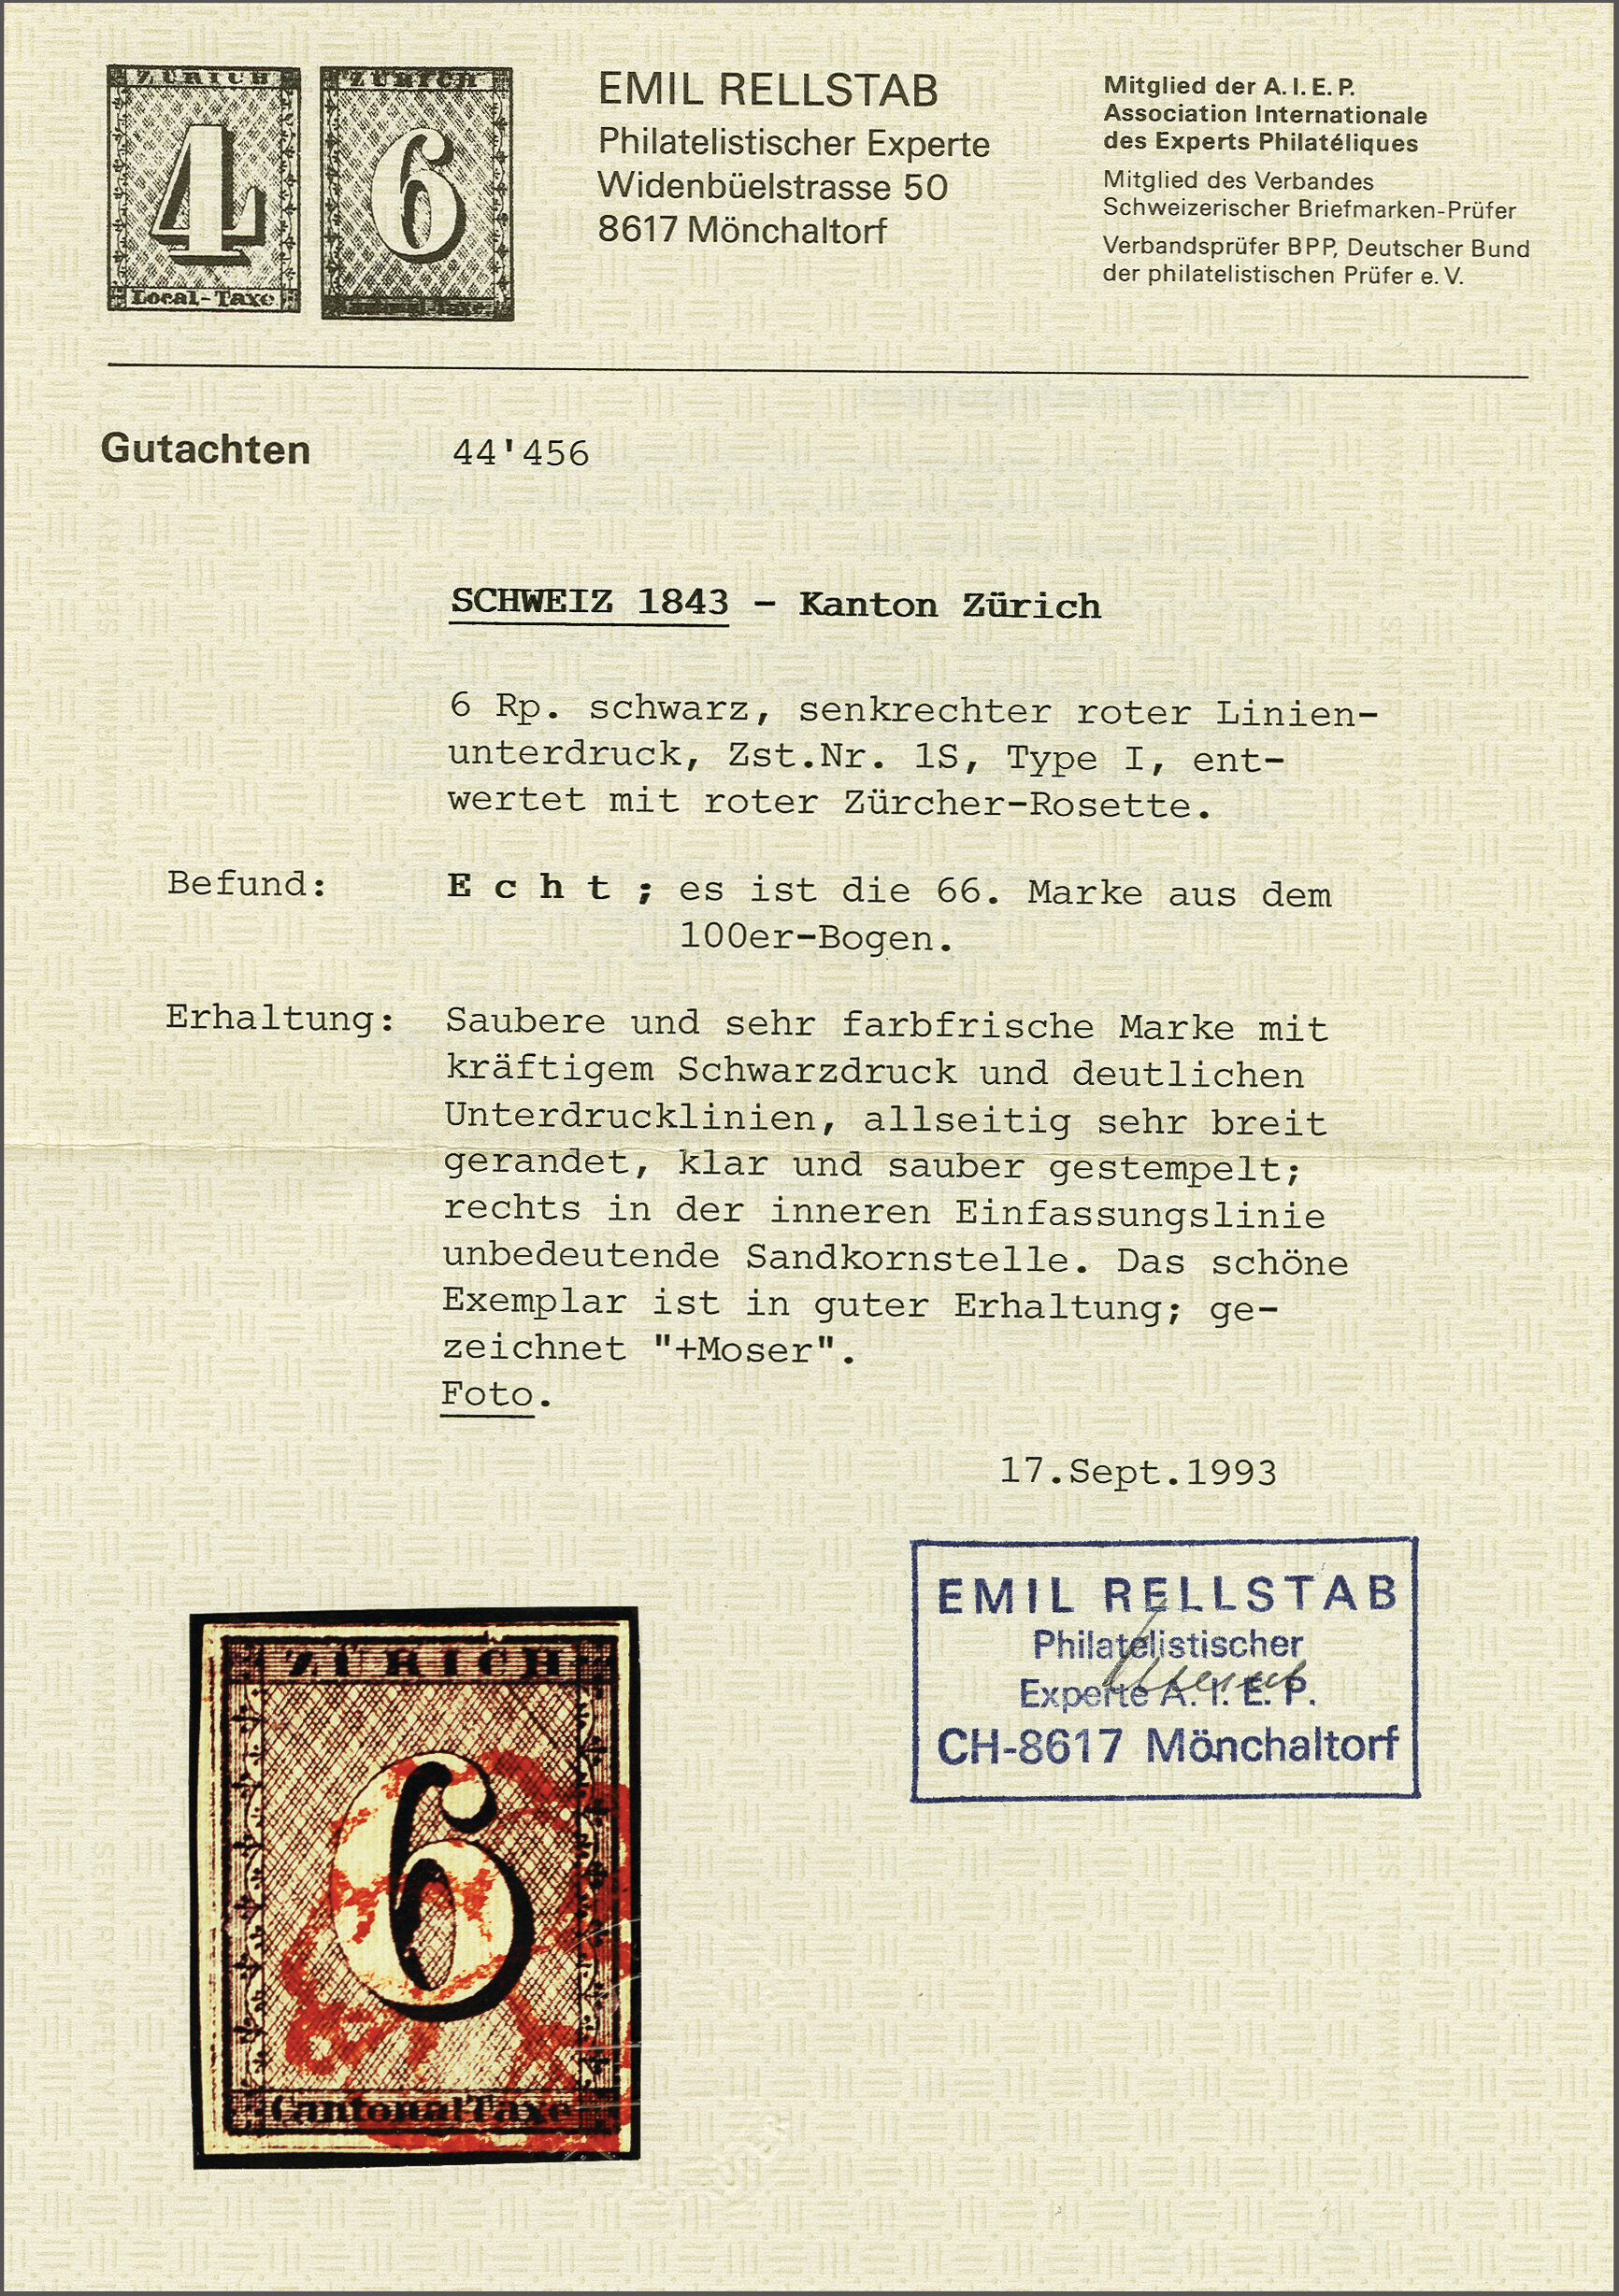 ZÜRICH
4
Local-Taxe
ZÜRICH
6
EMIL RELLSTAB
Philatelistischer Experte
Widenbüelstrasse 50
8617 Mönchaltorf
Mitglied der A.I.E.P.
Association Internationale
des Experts Philatéliques
Mitglied des Verbandes
Schweizerischer Briefmarken-Prüfer
Verbandsprüfer BPP, Deutscher Bund
der philatelistischen Prüfer e.V.
Gutachten 44'456
SCHWEIZ 1843 - Kanton Zürich
6 Rp. schwarz, senkrechter roter Linien-
unterdruck, Zst.Nr. 1S, Type I, ent-
wertet mit roter Zürcher-Rosette.
Befund: E c h t ; es ist die 66. Marke aus dem
100er-Bogen.
Erhaltung: Saubere und sehr farbfrische Marke mit
kräftigem Schwarzdruck und deutlichen
Unterdrucklinien, allseitig sehr breit
gerandet, klar und sauber gestempelt;
rechts in der inneren Einfassungslinie
unbedeutende Sandkornstelle. Das schöne
Exemplar ist in guter Erhaltung; ge-
zeichnet "+Moser".
Foto.
17.Sept.1993
EMIL RELLSTAB
Philatelistischer
Experte A. I. E. P.
CH-8617 Mönchaltorf
ZÜRICH
6
Cantonal Taxe